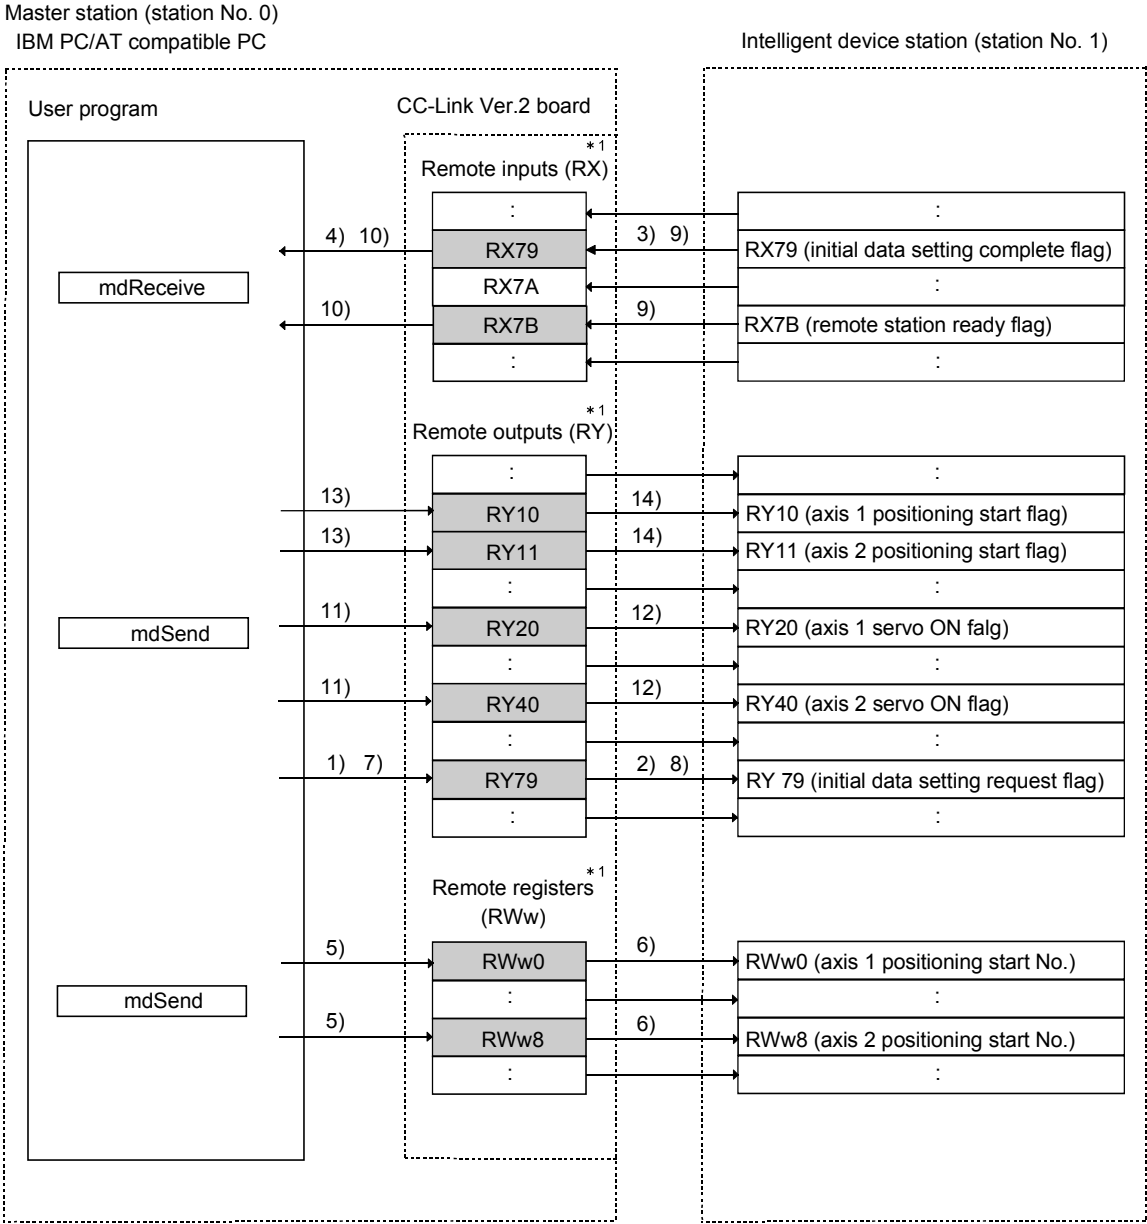 Master station (station No. 0)
IBM PC/AT compatible PC
Intelligent device station (station No. 1)
User program
CC-Link Ver.2 board
*1
Remote inputs (RX)
:
:
4) 10)
RX79
3) 9)
RX79 (initial data setting complete flag)
mdReceive
RX7A
:
10)
RX7B
9)
RX7B (remote station ready flag)
:
:
*1
Remote outputs (RY)
:
:
13)
RY10
14)
RY10 (axis 1 positioning start flag)
13)
RY11
14)
RY11 (axis 2 positioning start flag)
:
:
mdSend
11)
RY20
12)
RY20 (axis 1 servo ON falg)
:
:
11)
RY40
12)
RY40 (axis 2 servo ON flag)
:
:
1) 7)
RY79
2) 8)
RY 79 (initial data setting request flag)
:
:
*1
Remote registers
(RWw)
5)
RWw0
6)
RWw0 (axis 1 positioning start No.)
mdSend
:
:
5)
RWw8
6)
RWw8 (axis 2 positioning start No.)
:
: